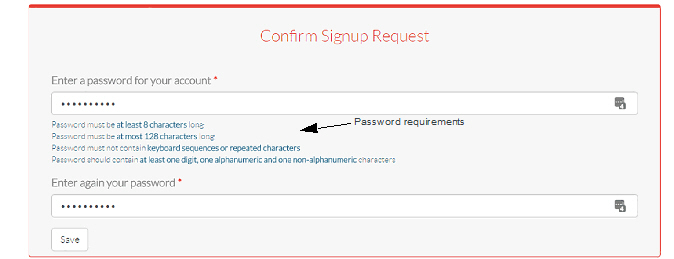 Confirm Signup Request
Enter a password for your account *
••••••••••
Password must be at least 8 characters long
Password requirements
Password must be at most 128 characters long
Password must not contain keyboard sequences or repeated characters
Password should contain at least one digit, one alphanumeric and one non-alphanumeric characters
Enter again your password *
••••••••••
Save